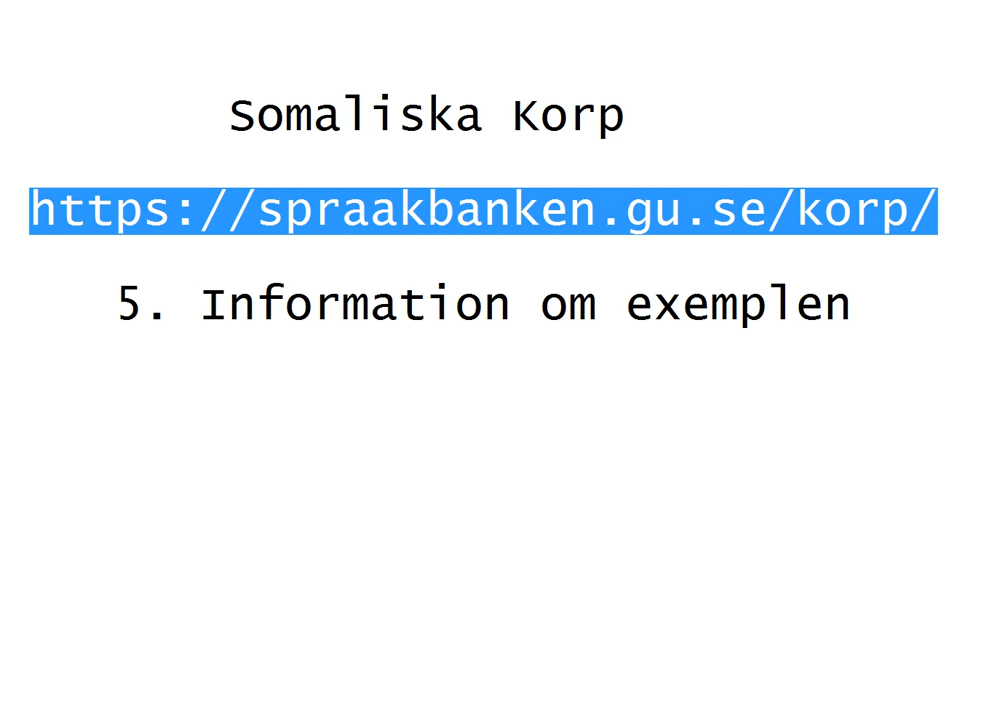 Somaliska Korp
https://spraakbanken.gu.se/korp/
5. Information om exemplen